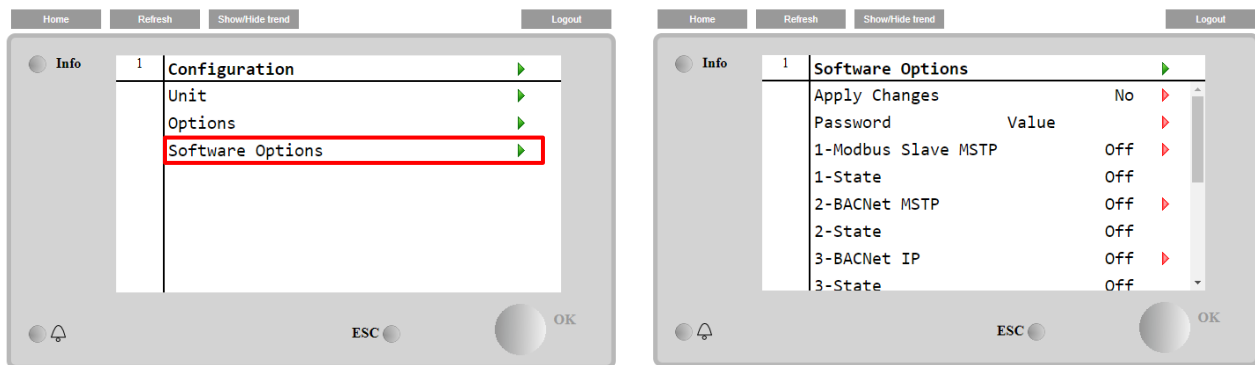 Home Refresh Show/Hide trend Logout
Info
1 Configuration
Unit
Options
Software Options
ESC
OK
Home Refresh Show/Hide trend Logout
Info
1 Software Options
Apply Changes No
Password Value
1-Modbus Slave MSTP Off
1-State Off
2-BACNet MSTP Off
2-State Off
3-BACNet IP Off
3-State Off
ESC
OK